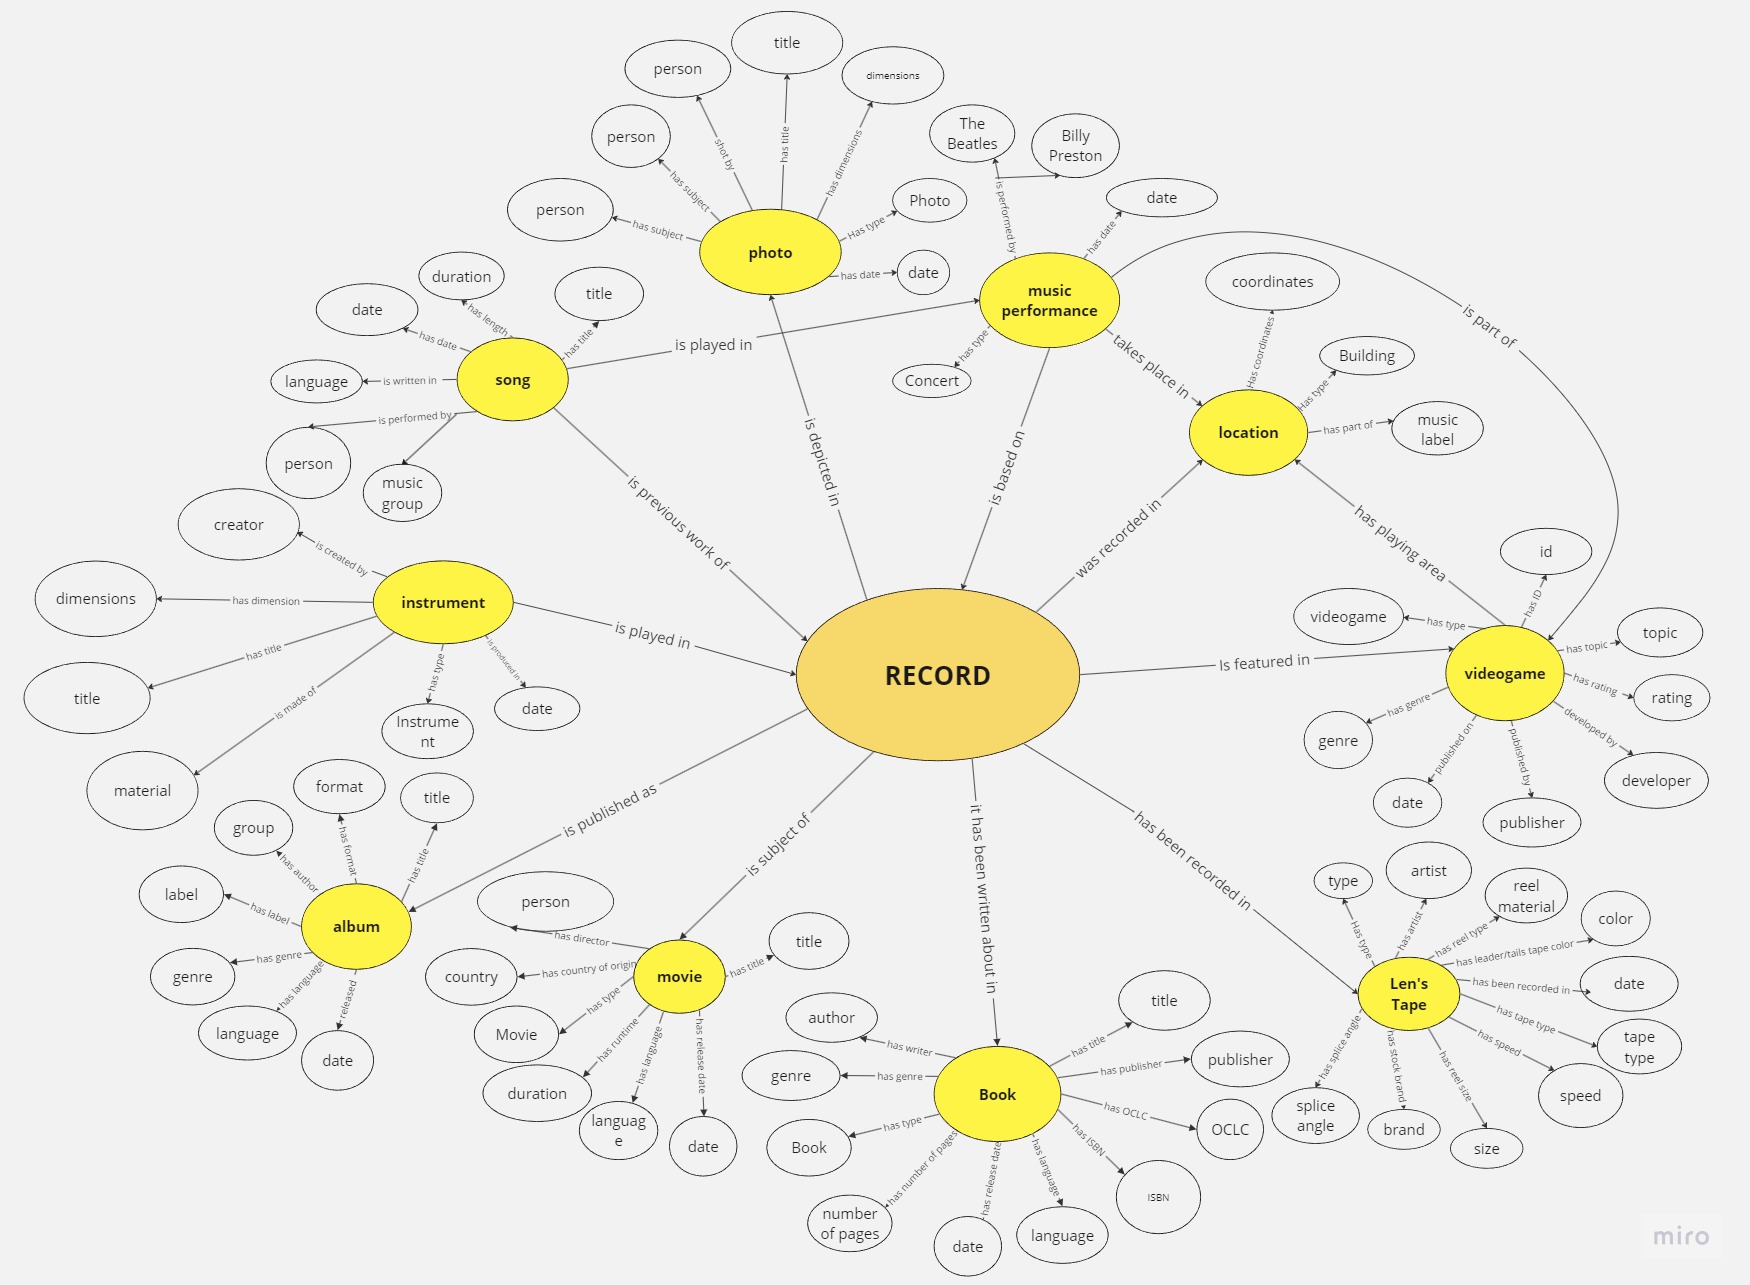 title
person
dimensions
person
shot by
has title
has dimensions
has subject
person
has subject
photo
Has type
Photo
has date
date
The
Beatles
Billy
Preston
is performed by
has date
date
music
performance
has type
Concert
takes place in
is part of
is based on
coordinates
Has coordinates
Building
Has type
location
has part of
music
label
duration
date
title
has length
has date
has title
language
is written in
song
is performed by
person
music
group
is played in
is previous work of
is depicted in
was recorded in
has playing area
creator
is created by
dimensions
has dimension
instrument
has title
title
is made of
material
has type
Instrume
nt
is produced in
date
is played in
RECORD
Is featured in
id
has ID
videogame
has type
videogame
has topic
topic
has rating
rating
developed by
developer
has genre
genre
published on
date
published by
publisher
is published as
is subject of
it has been written about in
has been recorded in
format
title
group
has format
has title
has author
label
has label
album
genre
has genre
has language
language
released
date
person
has director
country
has country of origin
movie
has title
title
has type
Movie
has runtime
duration
has language
languag
e
has release date
date
author
has writer
title
has title
genre
has genre
Book
has publisher
publisher
has type
Book
has OCLC
OCLC
has number of pages
number
of pages
has release date
date
has language
language
has ISBN
ISBN
type
Has type
artist
has artist
reel
material
has reel type
color
has leader/tails tape color
Len's
Tape
has been recorded in
date
has tape type
tape
type
has speed
speed
has splice angle
splice
angle
has stock brand
brand
has reel size
size
miro